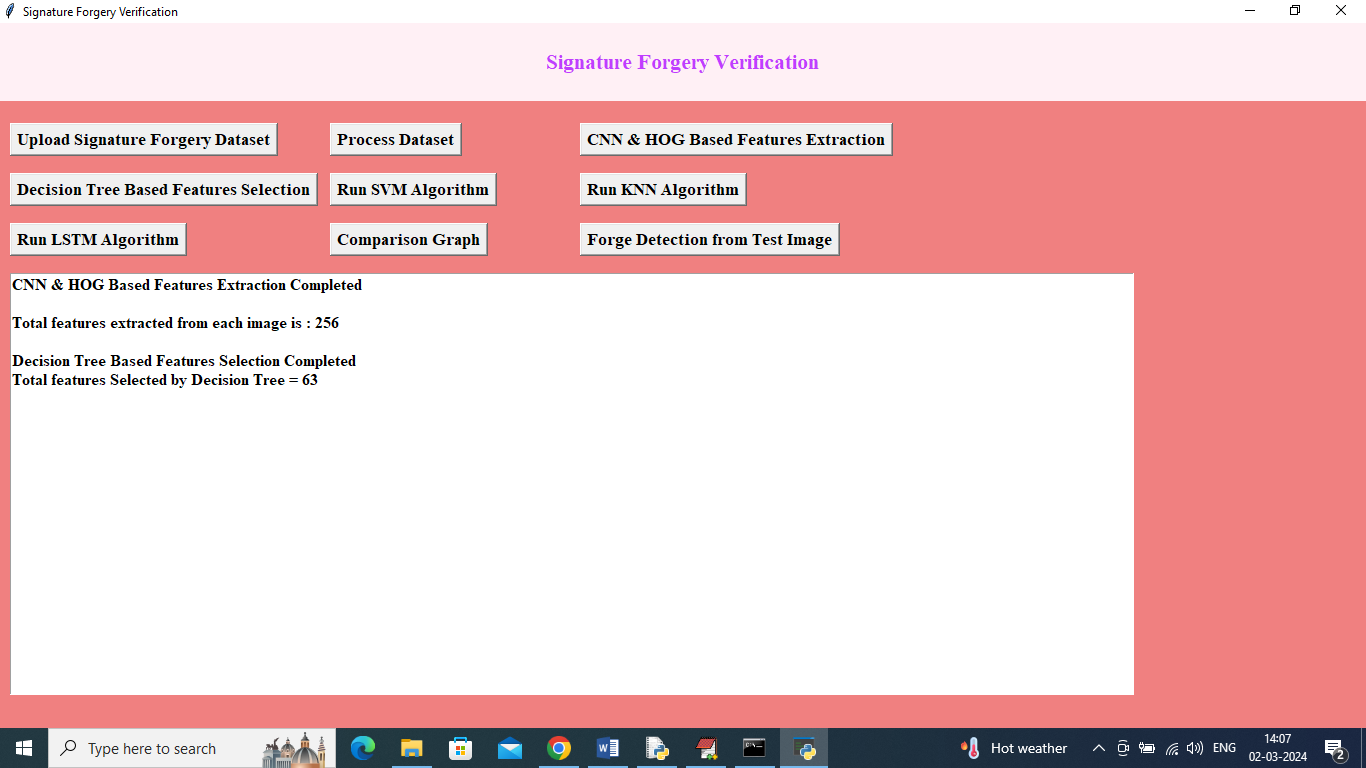 Signature Forgery Verification
Signature Forgery Verification
Upload Signature Forgery Dataset
Process Dataset
CNN & HOG Based Features Extraction
Decision Tree Based Features Selection
Run SVM Algorithm
Run KNN Algorithm
Run LSTM Algorithm
Comparison Graph
Forge Detection from Test Image
CNN & HOG Based Features Extraction Completed
Total features extracted from each image is : 256
Decision Tree Based Features Selection Completed
Total features Selected by Decision Tree = 63
Type here to search
Hot weather
ENG
14:07
02-03-2024
2